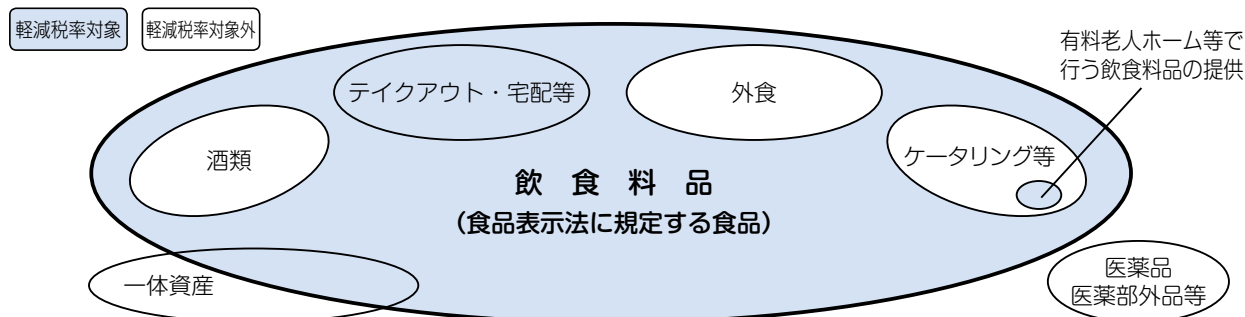 軽減税率対象
軽減税率対象外
有料老人ホーム等で
行う飲食料品の提供
テイクアウト・宅配等
外食
酒類
ケータリング等
飲食料品
（食品表示法に規定する食品）
一体資産
医薬品
医薬部外品等